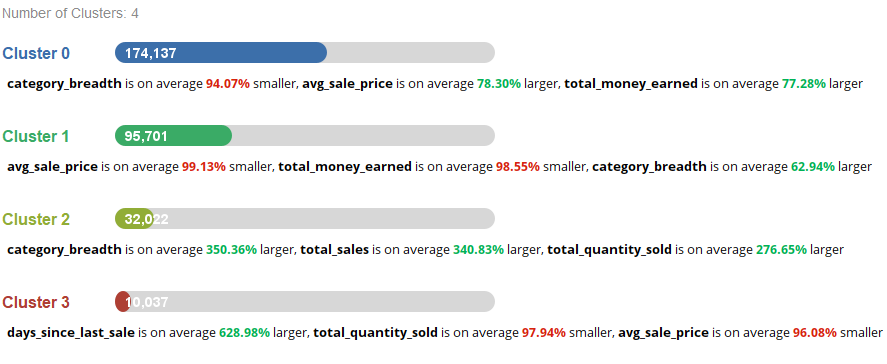 Number of Clusters: 4
Cluster 0
174,137
category_breadth is on average 94.07% smaller, avg_sale_price is on average 78.30% larger, total_money_earned is on average 77.28% larger
Cluster 1
95,701
avg_sale_price is on average 99.13% smaller, total_money_earned is on average 98.55% smaller, category_breadth is on average 62.94% larger
Cluster 2
32,022
category_breadth is on average 350.36% larger, total_sales is on average 340.83% larger, total_quantity_sold is on average 276.65% larger
Cluster 3
10,037
days_since_last_sale is on average 628.98% larger, total_quantity_sold is on average 97.94% smaller, avg_sale_price is on average 96.08% smaller